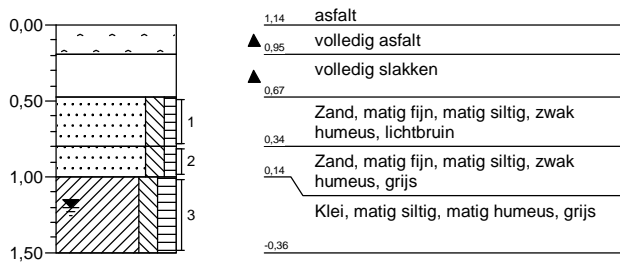 0,00
0,50
1,00
1,50
1
2
3
1,14 asfalt
0,95 volledig asfalt
volledig slakken
0,67
Zand, matig fijn, matig siltig, zwak
humeus, lichtbruin
0,34
Zand, matig fijn, matig siltig, zwak
humeus, grijs
0,14
Klei, matig siltig, matig humeus, grijs
-0,36